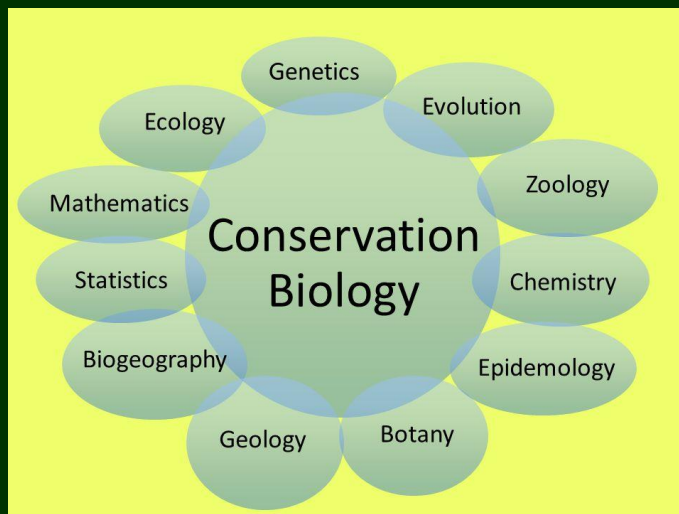 Genetics
Evolution
Ecology
Zoology
Mathematics
Conservation
Biology
Statistics
Chemistry
Biogeography
Epidemology
Geology
Botany